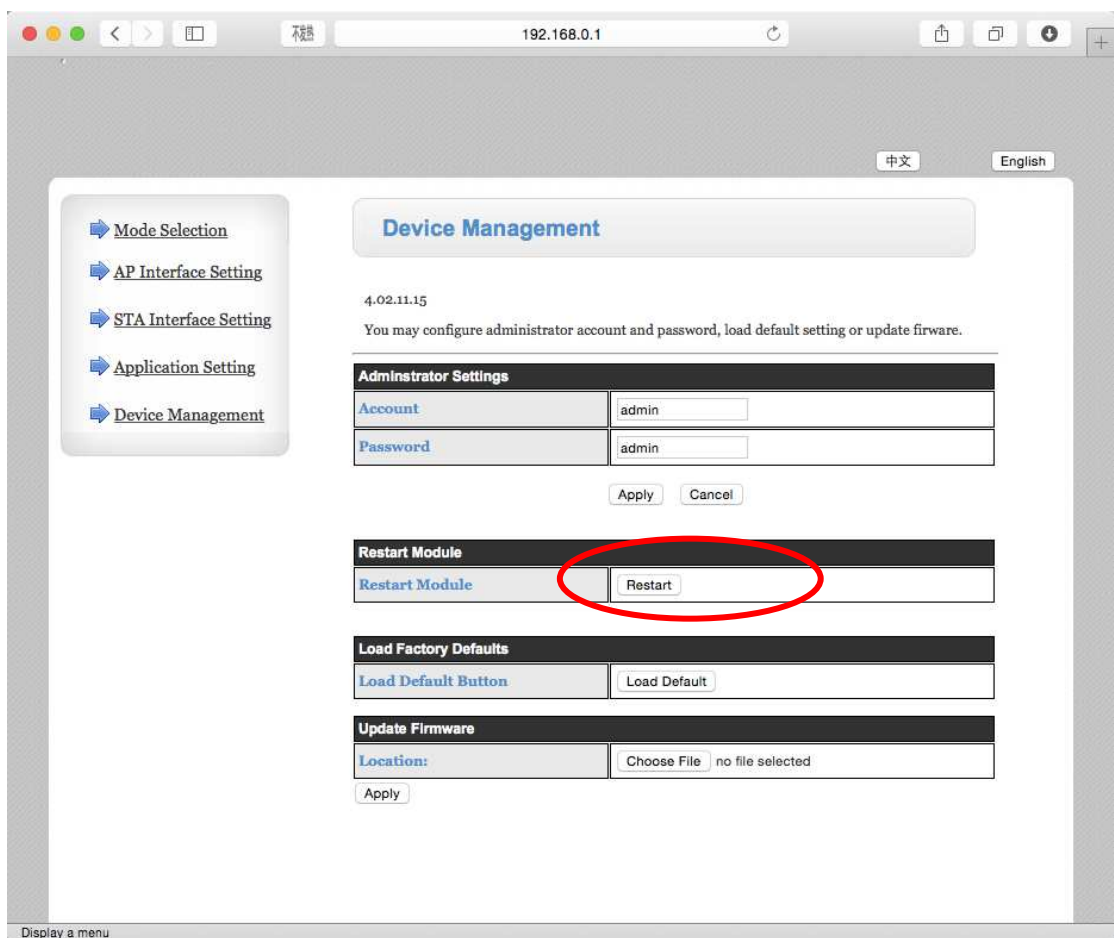 192.168.0.1
中文
English
Mode Selection
AP Interface Setting
STA Interface Setting
Application Setting
Device Management
Device Management
4.02.11.15
You may configure administrator account and password, load default setting or update firware.
Adminstrator Settings
Account
admin
Password
admin
Apply Cancel
Restart Module
Restart Module
Restart
Load Factory Defaults
Load Default Button
Load Default
Update Firmware
Location:
Choose File no file selected
Apply
Display a menu